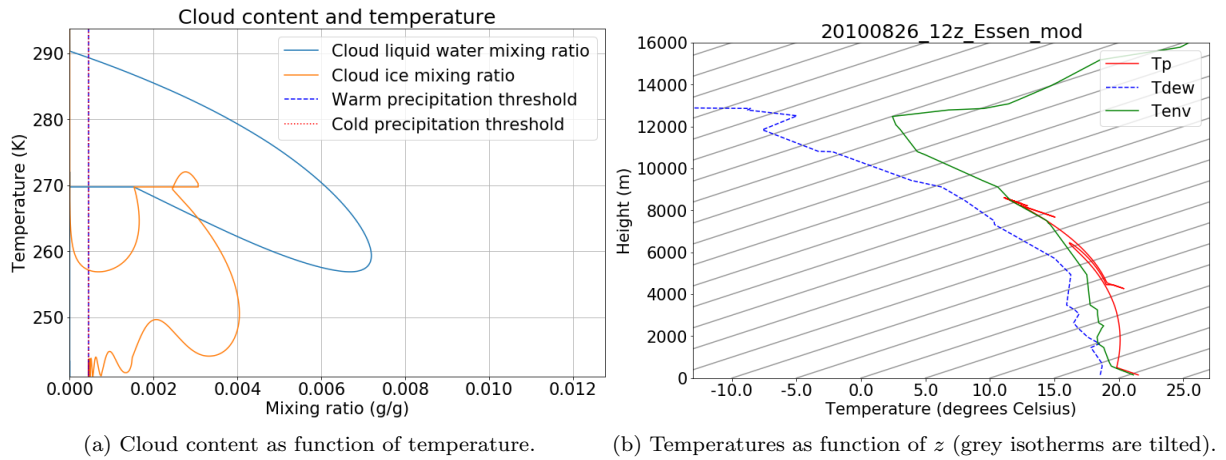 Cloud content and temperature
290
280
270
260
250
Temperature (K)
Cloud liquid water mixing ratio
Cloud ice mixing ratio
Warm precipitation threshold
Cold precipitation threshold
0.000 0.002 0.004 0.006 0.008 0.010 0.012
Mixing ratio (g/g)
(a) Cloud content as function of temperature.
20100826_12z_Essen_mod
16000
14000
12000
10000
8000
6000
4000
2000
0
Height (m)
Tp
Tdew
Tenv
-10.0 -5.0 0.0 5.0 10.0 15.0 20.0 25.0
Temperature (degrees Celsius)
(b) Temperatures as function of z (grey isotherms are tilted).